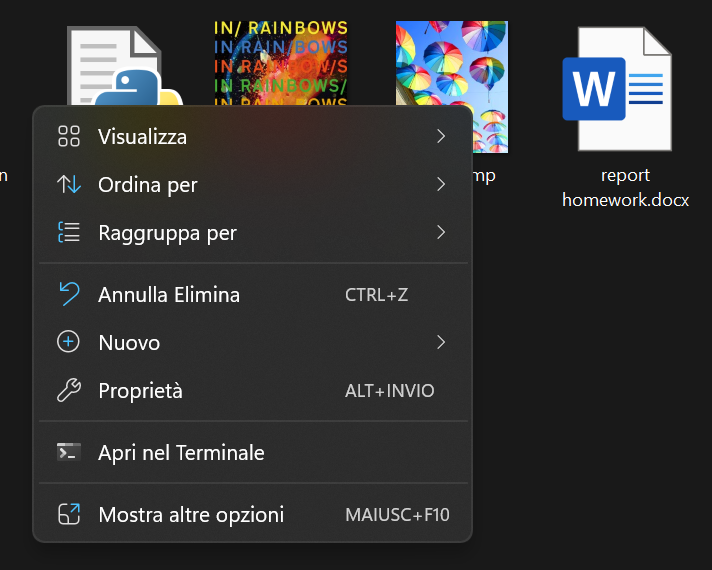 IN/ RAINBOWS
IN RAIN/BOWS
IN RAINBOW/S
IN RAINBOWS/
IN RAINBOWS
n
mp
W
report
homework.docx
Visualizza
Ordina per
Raggruppa per
Annulla Elimina CTRL+Z
Nuovo
Proprietà ALT+INVIO
Apri nel Terminale
Mostra altre opzioni MAIUSC+F10